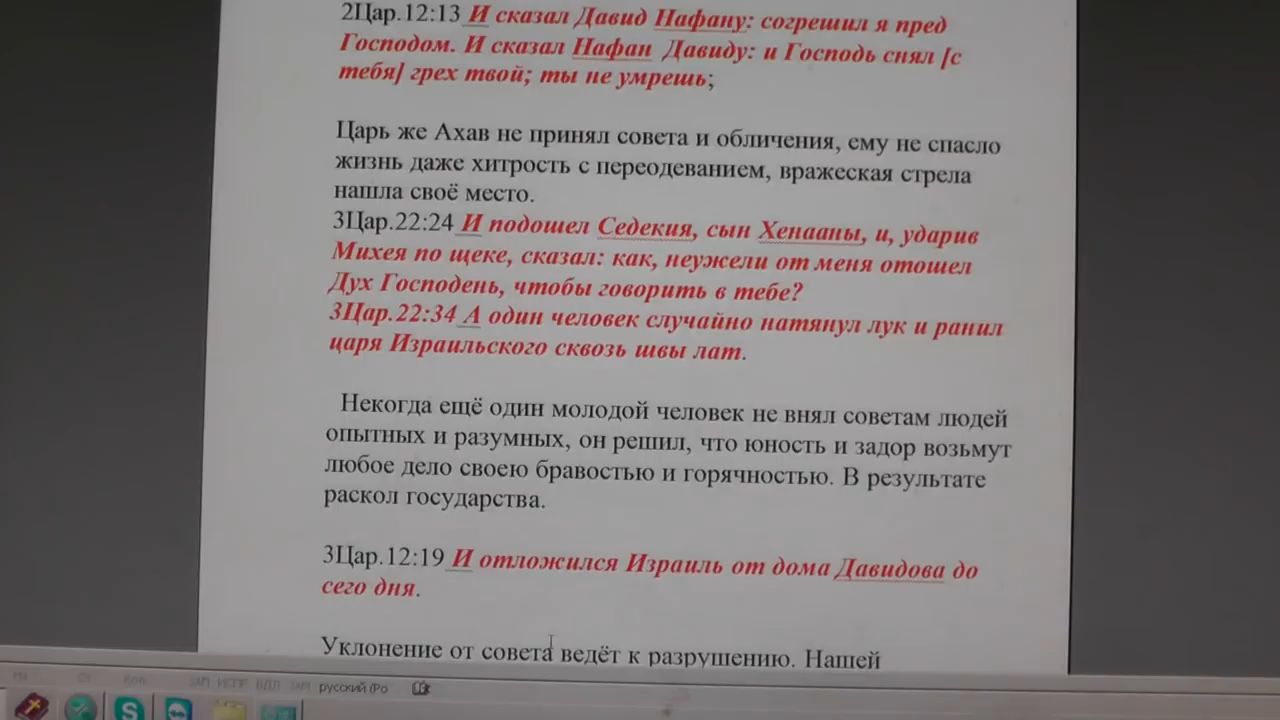 2Цар.12:13 И сказал Давид Нафану: согрешил я пред
Господом. И сказал Нафан Давиду: и Господь снял [с
тебя] грех твой; ты не умрешь;
Царь же Ахав не принял совета и обличения, ему не спасло
жизнь даже хитрость с переодеванием, вражеская стрела
нашла своё место.
3Цар.22:24 И подошел Седекия, сын Хенааны, и, ударив
Михея по щеке, сказал: как, неужели от меня отошел
Дух Господень, чтобы говорить в тебе?
3Цар.22:34 А один человек случайно натянул лук и ранил
царя Израильского сквозь швы лат.
Некогда ещё один молодой человек не внял советам людей
опытных и разумных, он решил, что юность и задор возьмут
любое дело своею бравостью и горячностью. В результате
раскол государства.
3Цар.12:19 И отложился Израиль от дома Давидова до
сего дня.
Уклонение от совета ведёт к разрушению. Нашей
ЗАП ИСПР ВДЛ ЗАМ русский (Ро